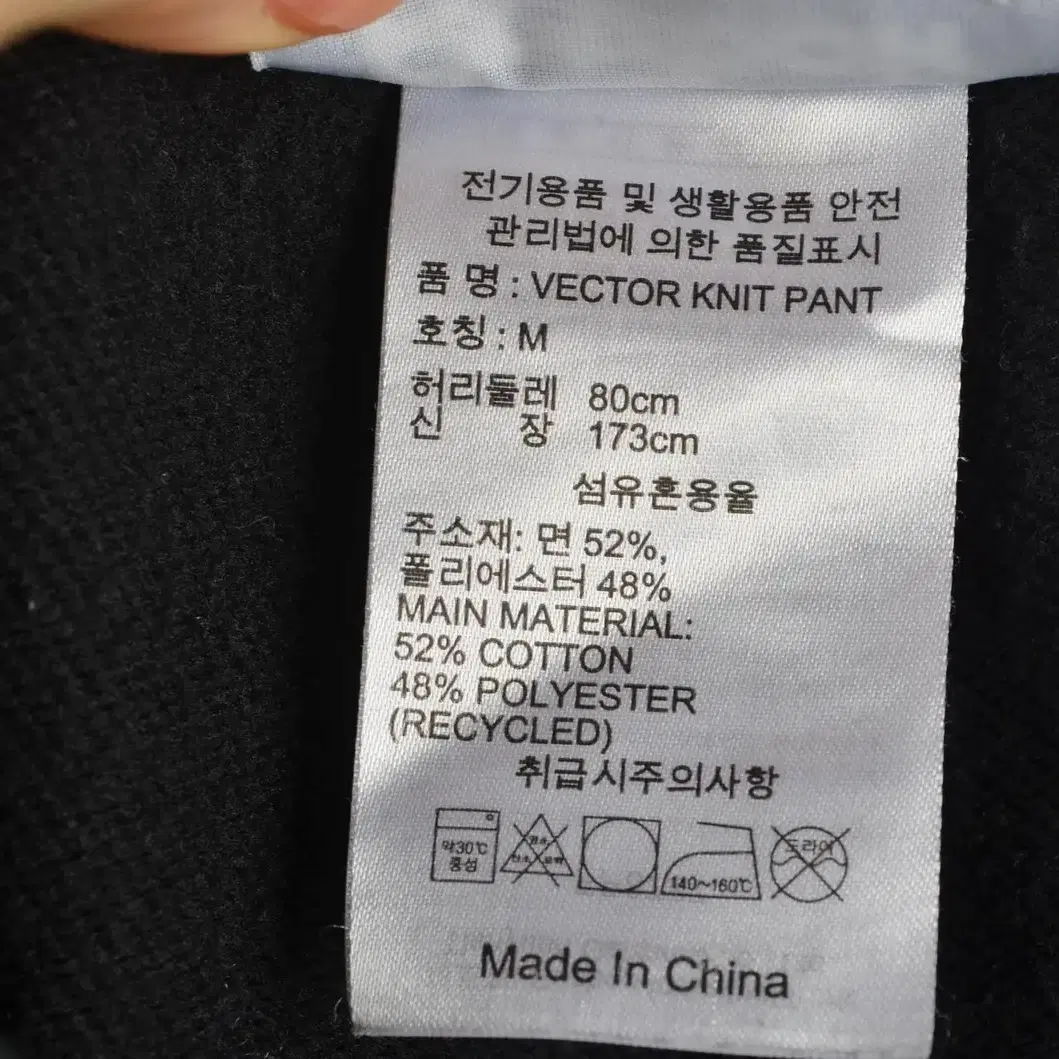 전기용품 및 생활용품 안전
관리법에 의한 품질표시
품 명 : VECTOR KNIT PANT
호칭 : M
허리둘레 80cm
신 장 173cm
섬유혼용율
주소재: 면 52%,
폴리에스터 48%
MAIN MATERIAL:
52% COTTON
48% POLYESTER
(RECYCLED)
취급시주의사항
약30℃
중성
140~160℃
드라이
Made In China